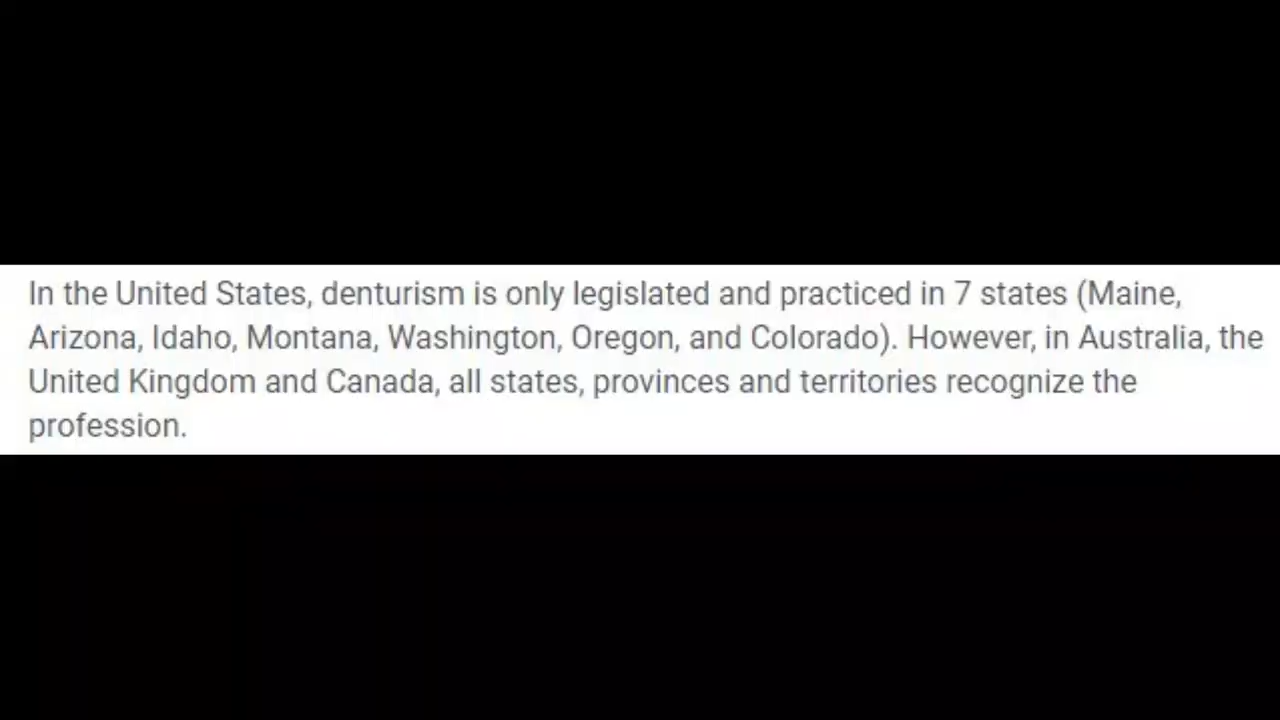 In the United States, denturism is only legislated and practiced in 7 states (Maine,
Arizona, Idaho, Montana, Washington, Oregon, and Colorado). However, in Australia, the
United Kingdom and Canada, all states, provinces and territories recognize the
profession.